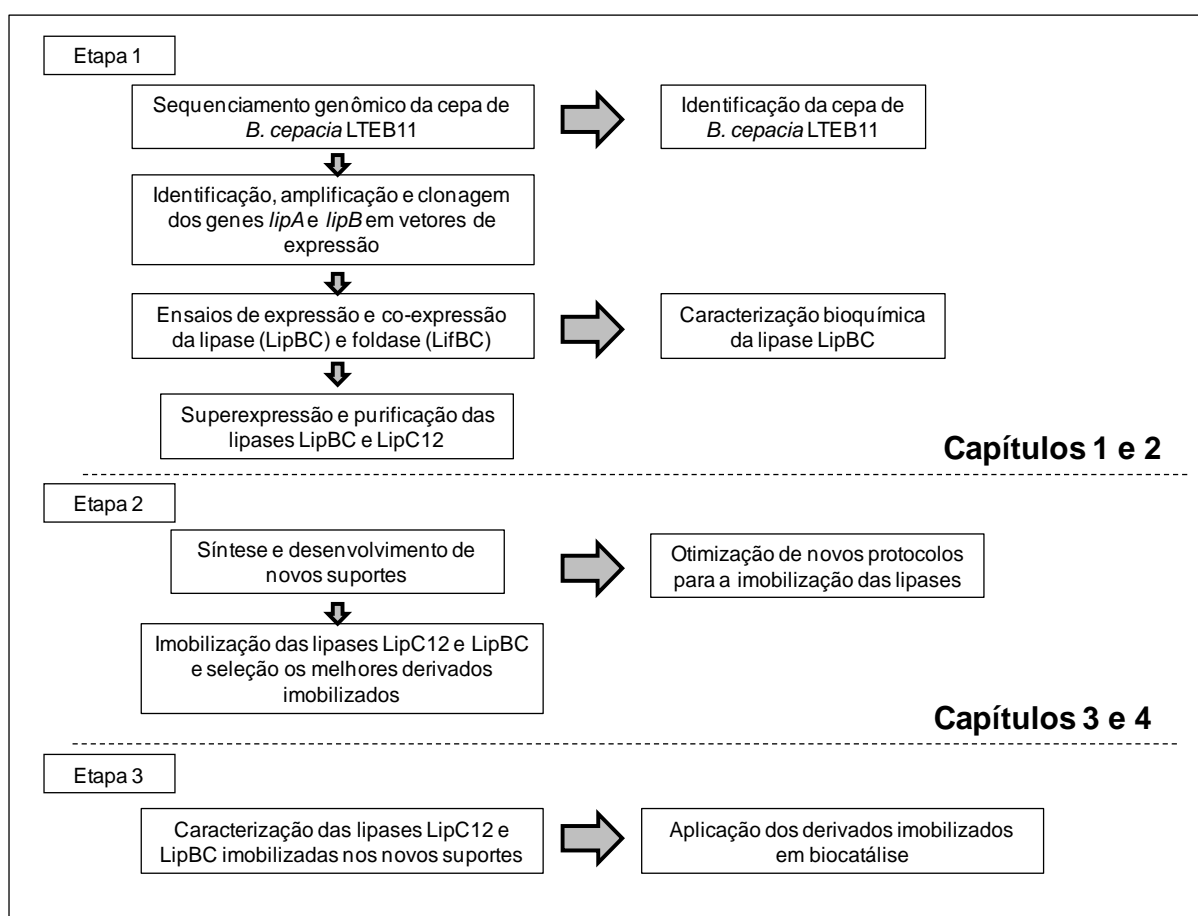 Etapa 1
Sequenciamento genômico da cepa de
B. cepacia LTEB11
Identificação da cepa de
B. cepacia LTEB11
Identificação, amplificação e clonagem
dos genes lipA e lipB em vetores de
expressão
Ensaios de expressão e co-expressão
da lipase (LipBC) e foldase (LifBC)
Caracterização bioquímica
da lipase LipBC
Superexpressão e purificação das
lipases LipBC e LipC12
Capítulos 1 e 2
Etapa 2
Síntese e desenvolvimento de
novos suportes
Otimização de novos protocolos
para a imobilização das lipases
Imobilização das lipases LipC12 e LipBC
e seleção os melhores derivados
imobilizados
Capítulos 3 e 4
Etapa 3
Caracterização das lipases LipC12 e
LipBC imobilizadas nos novos suportes
Aplicação dos derivados imobilizados
em biocatálise